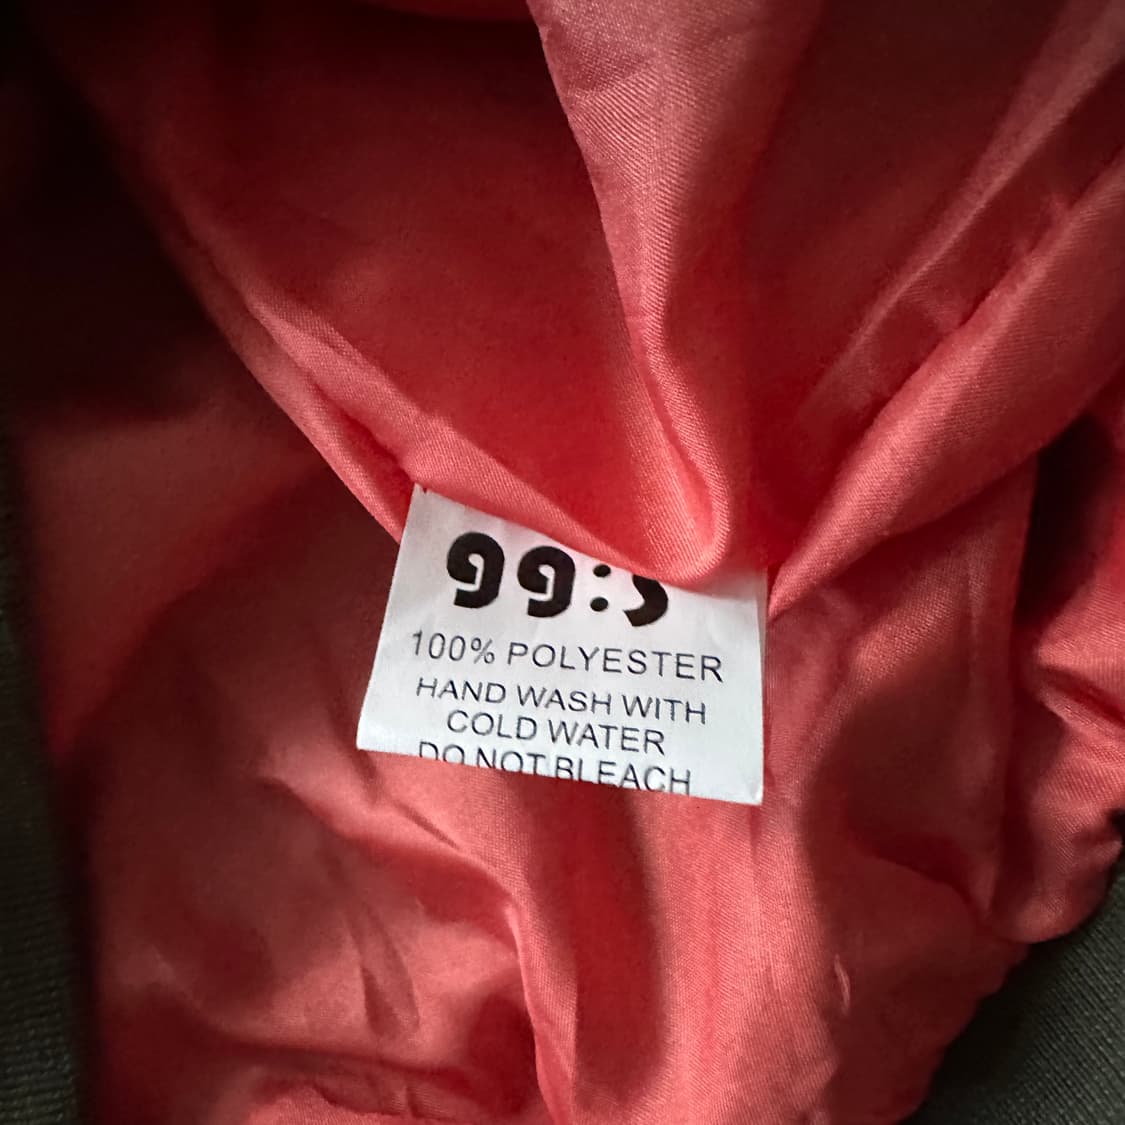 99:5
100% POLYESTER
HAND WASH WITH
COLD WATER
DO NOT BLEACH